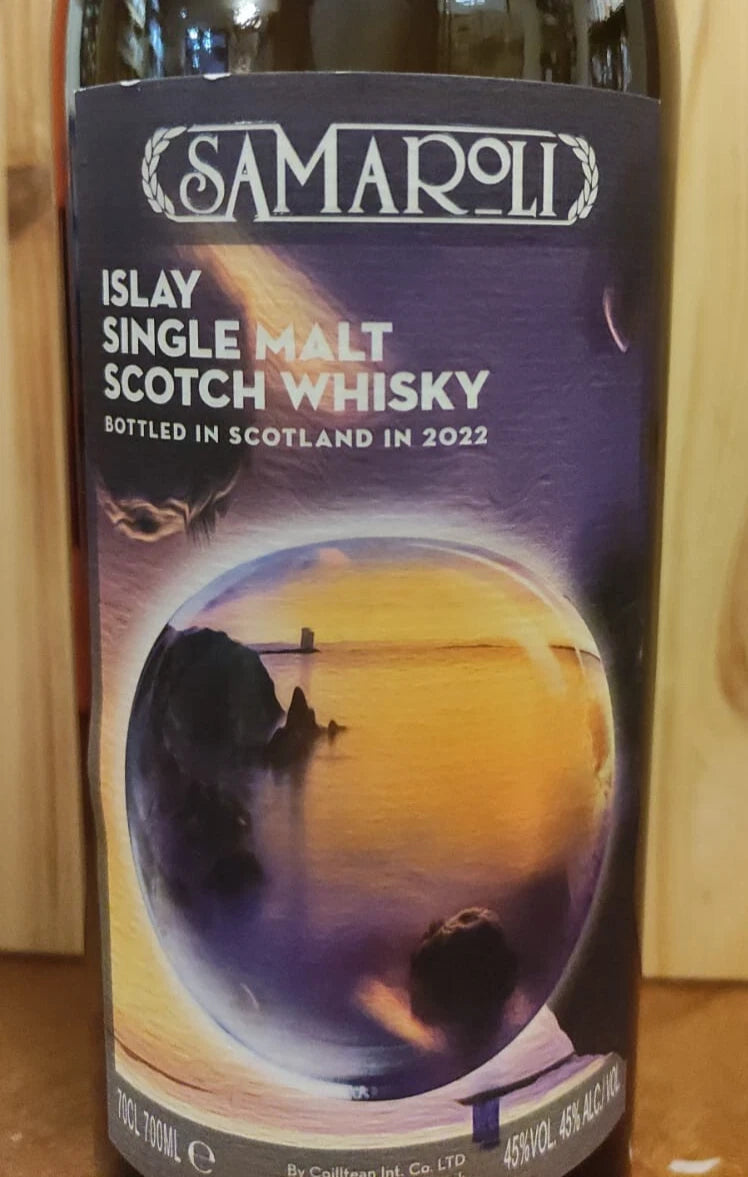 SAMAROLI
ISLAY
SINGLE MALT
SCOTCH WHISKY
BOTTLED IN SCOTLAND IN 2022
70CL 700ML e
45%VOL. 45% ALC./VOL
By Coilltean Int. Co. LTD